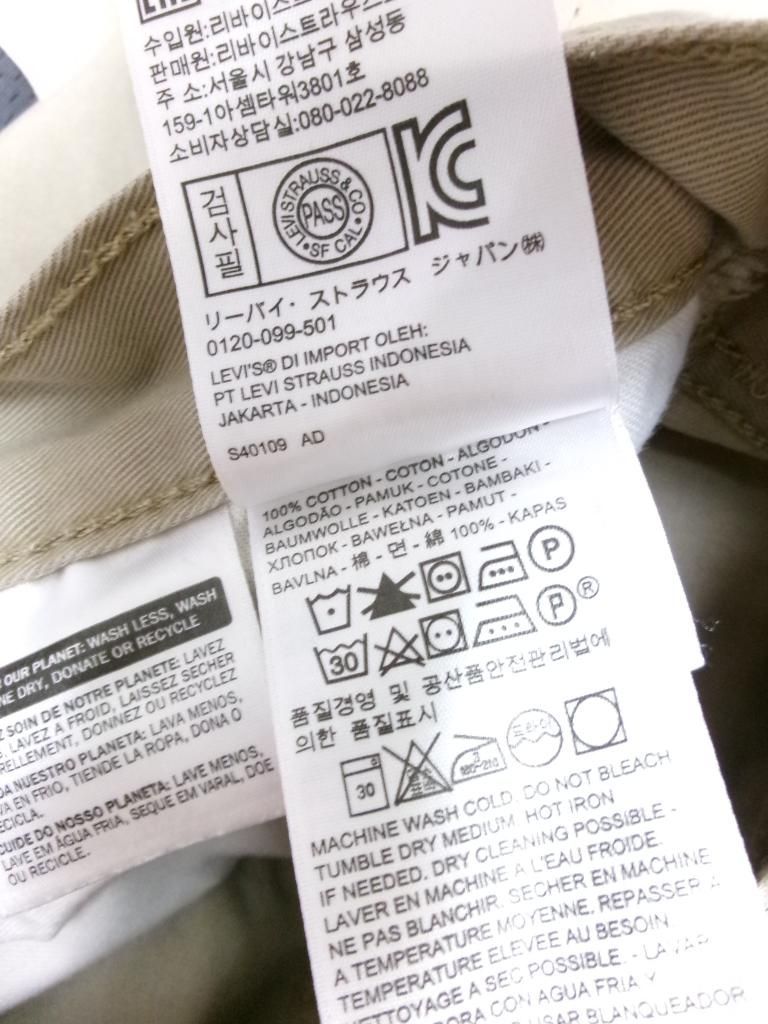 수입원:리바이스트라우스
판매원:리바이스트라우스
주 소:서울시 강남구 삼성동
159-1아셈타워3801호
소비자상담실:080-022-8088
검사필
LEVI STRAUSS & CO
PASS
SF CAL
リーバイ・ストラウス ジャパン㈱
0120-099-501
LEVI'S® DI IMPORT OLEH:
PT LEVI STRAUSS INDONESIA
JAKARTA - INDONESIA
S40109 AD
100% COTTON - COTON - ALGODON -
ALGODÃO - PAMUK - COTONE -
BAUMWOLLE - KATOEN - BAMBAKI -
ХЛОПОК - BAWEŁNA - PAMUT -
BAVLNA - 棉 - 면 - 綿 100% - KAPAS
P
30
P®
품질경영 및 공산품안전관리법에
의한 품질표시
30
드라이
MACHINE WASH COLD. DO NOT BLEACH
TUMBLE DRY MEDIUM. HOT IRON
IF NEEDED. DRY CLEANING POSSIBLE -
LAVER EN MACHINE A L'EAU FROIDE.
NE PAS BLANCHIR. SECHER EN MACHINE
A TEMPERATURE MOYENNE. REPASSER A
TEMPERATURE ELEVEE AU BESOIN.
NETTOYAGE A SEC POSSIBLE. - LAVAR
CON AGUA FRIA Y
USAR BLANQUEADOR
OUR PLANET: WASH LESS, WASH
DRY, DONATE OR RECYCLE
SOIN DE NOTRE PLANETE: LAVEZ
LAVEZ A FROID, LAISSEZ SECHER
DONNEZ OU RECYCLEZ
NUESTRO PLANETA: LAVA MENOS,
EN FRIO, TIENDE LA ROPA, DONA O
CUIDE DO NOSSO PLANETA: LAVE MENOS,
LAVE EM ÁGUA FRIA, SEQUE EM VARAL, DOE
OU RECICLE.